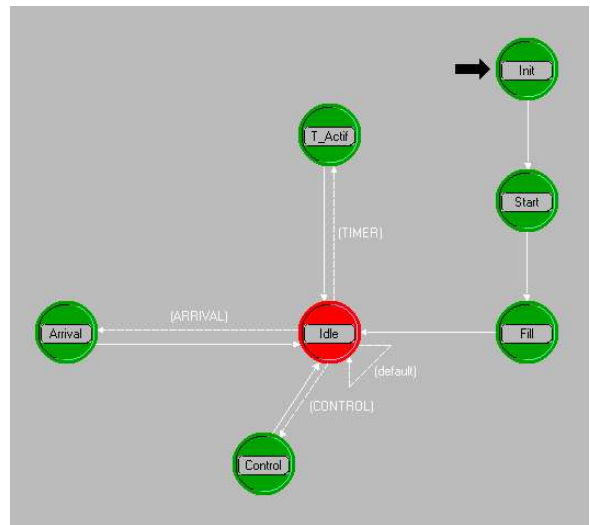 Init
T_Actif
Start
(TIMER)
(ARRIVAL)
Arrival
Idle
Fill
(default)
(CONTROL)
Control